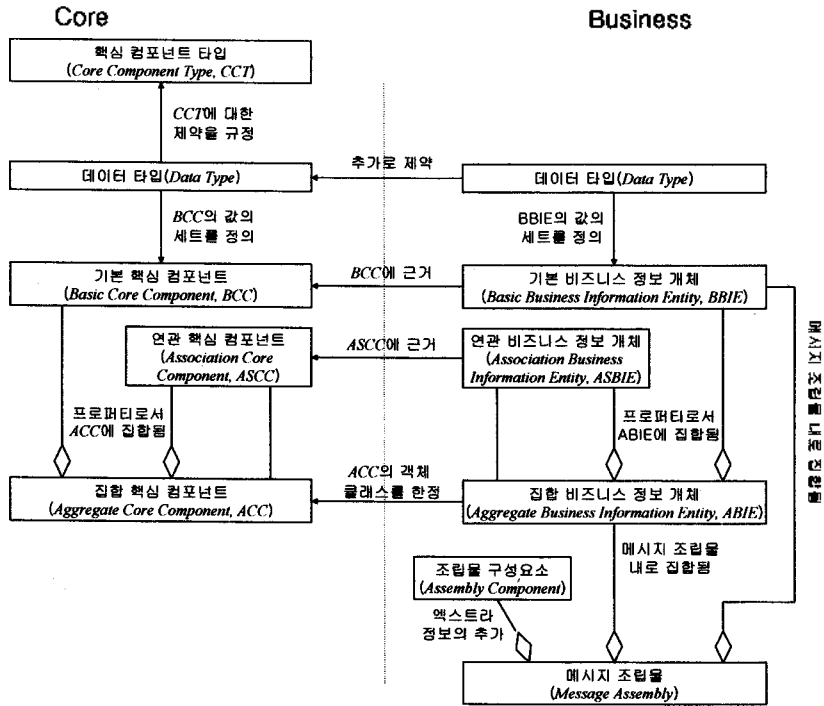 Core
Business
핵심 컴포넌트 타입
(Core Component Type, CCT)
CCT에 대한
제약을 규정
데이터 타입(Data Type)
추가로 제약
데이터 타입(Data Type)
BCC의 값의
세트를 정의
BBIE의 값의
세트를 정의
기본 핵심 컴포넌트
(Basic Core Component, BCC)
BCC에 근거
기본 비즈니스 정보 개체
(Basic Business Information Entity, BBIE)
연관 핵심 컴포넌트
(Association Core
Component, ASCC)
ASCC에 근거
연관 비즈니스 정보 개체
(Association Business
Information Entity, ASBIE)
메시지 조립물 내로 집합됨
프로퍼티로서
ACC에 집합됨
프로퍼티로서
ABIE에 집합됨
집합 핵심 컴포넌트
(Aggregate Core Component, ACC)
ACC의 객체
클래스를 한정
집합 비즈니스 정보 개체
(Aggregate Business Information Entity, ABIE)
메시지 조립물
내로 집합됨
조립물 구성요소
(Assembly Component)
엑스트라
정보의 추가
메시지 조립물
(Message Assembly)